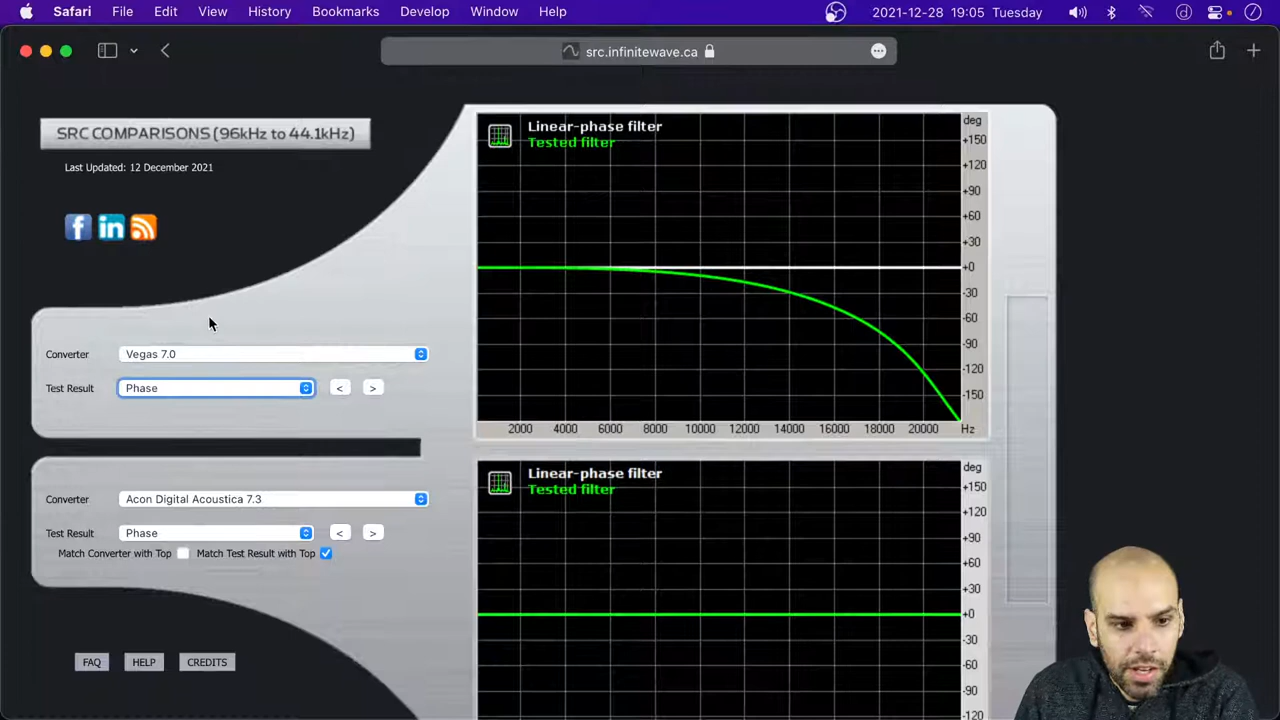 Safari File Edit View History Bookmarks Develop Window Help 2021-12-28 19:05 Tuesday
src.infinitewave.ca
SRC COMPARISONS (96kHz to 44.1kHz)
Last Updated: 12 December 2021
Converter Vegas 7.0
Test Result Phase < >
Converter Acon Digital Acoustica 7.3
Test Result Phase < >
Match Converter with Top Match Test Result with Top
FAQ HELP CREDITS
Linear-phase filter
Tested filter
deg
+150
+120
+90
+60
+30
+0
-30
-60
-90
-120
-150
2000 4000 6000 8000 10000 12000 14000 16000 18000 20000 Hz
Linear-phase filter
Tested filter
deg
+150
+120
+90
+60
+30
+0
-30
-60
-90
-120